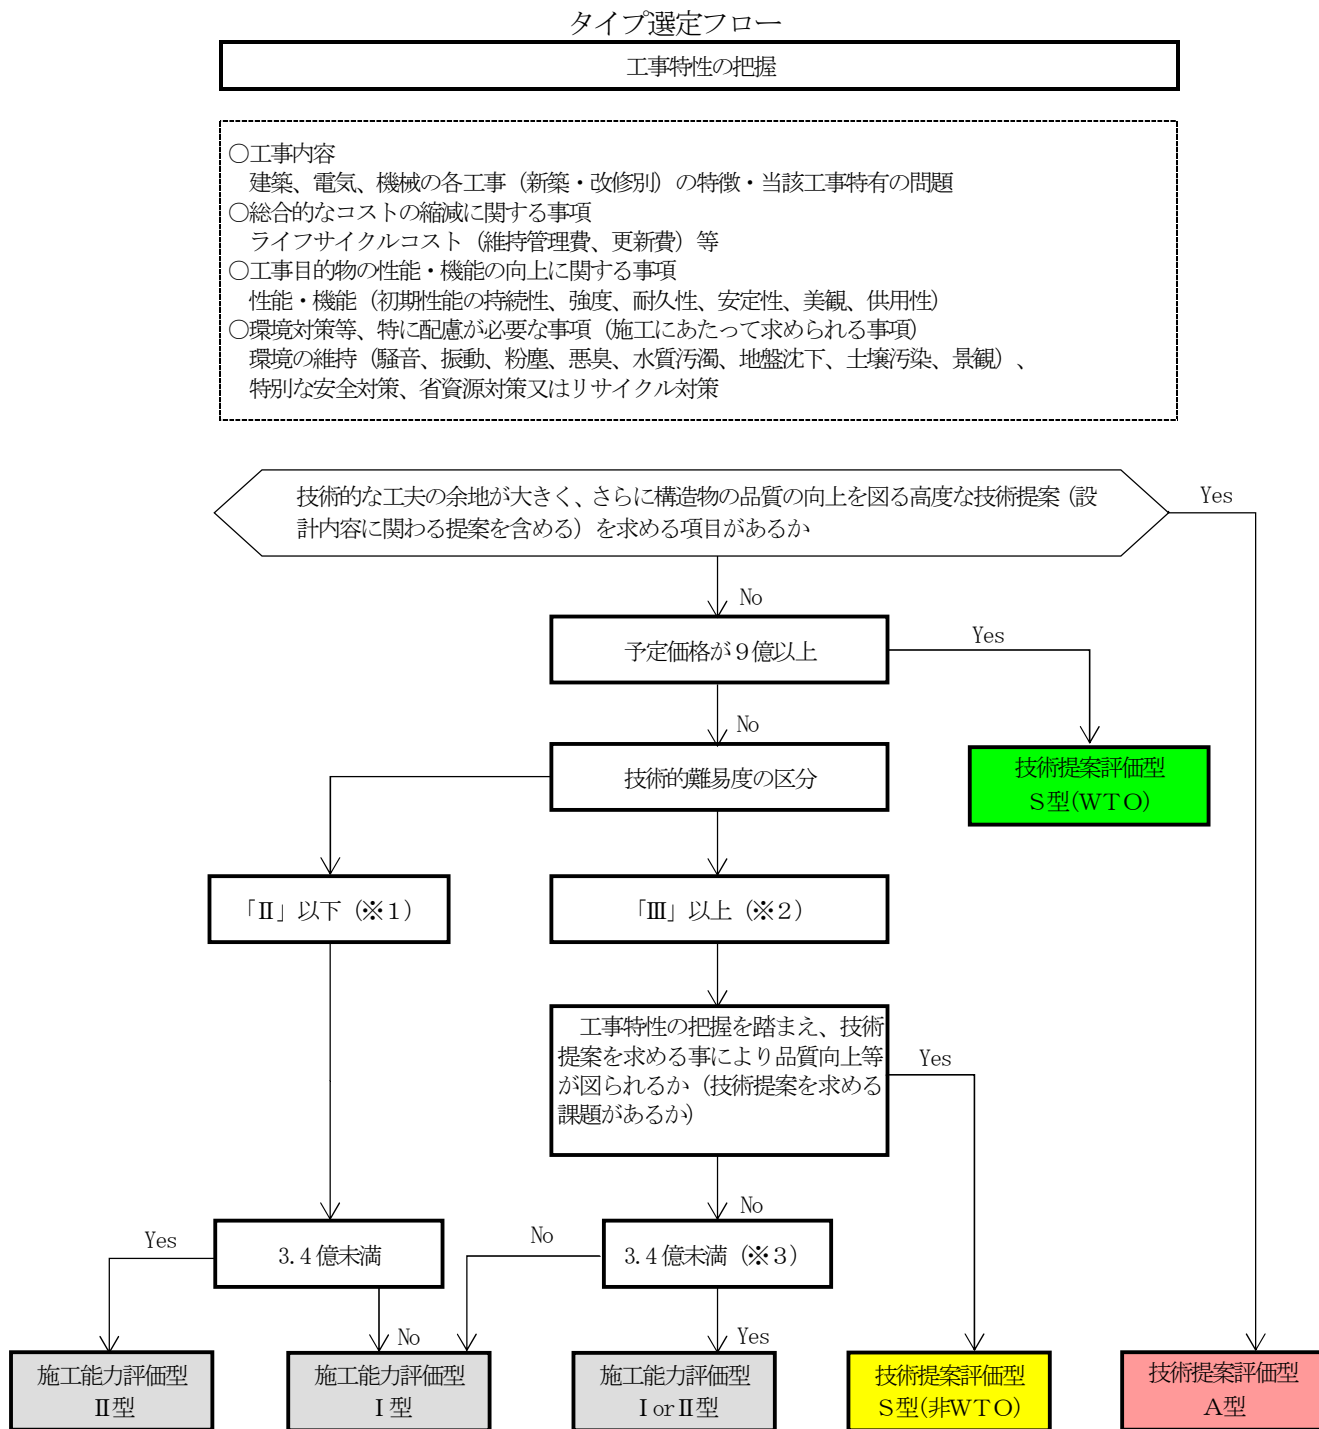 タイプ選定フロー
工事特性の把握
○工事内容
建築、電気、機械の各工事（新築・改修別）の特徴・当該工事特有の問題
○総合的なコストの縮減に関する事項
ライフサイクルコスト（維持管理費、更新費）等
○工事目的物の性能・機能の向上に関する事項
性能・機能（初期性能の持続性、強度、耐久性、安定性、美観、供用性）
○環境対策等、特に配慮が必要な事項（施工にあたって求められる事項）
環境の維持（騒音、振動、粉塵、悪臭、水質汚濁、地盤沈下、土壌汚染、景観）、
特別な安全対策、省資源対策又はリサイクル対策
技術的な工夫の余地が大きく、さらに構造物の品質の向上を図る高度な技術提案（設
計内容に関わる提案を含める）を求める項目があるか
Yes
No
予定価格が９億以上
Yes
No
技術的難易度の区分
技術提案評価型
Ｓ型(ＷＴＯ)
「Ⅱ」以下（※１）
「Ⅲ」以上（※２）
工事特性の把握を踏まえ、技術
提案を求める事により品質向上等
が図られるか（技術提案を求める
課題があるか）
Yes
No
Yes
3.4億未満
No
3.4億未満（※３）
No
Yes
施工能力評価型
Ⅱ型
施工能力評価型
Ⅰ型
施工能力評価型
ⅠorⅡ型
技術提案評価型
Ｓ型(非ＷＴＯ)
技術提案評価型
Ａ型